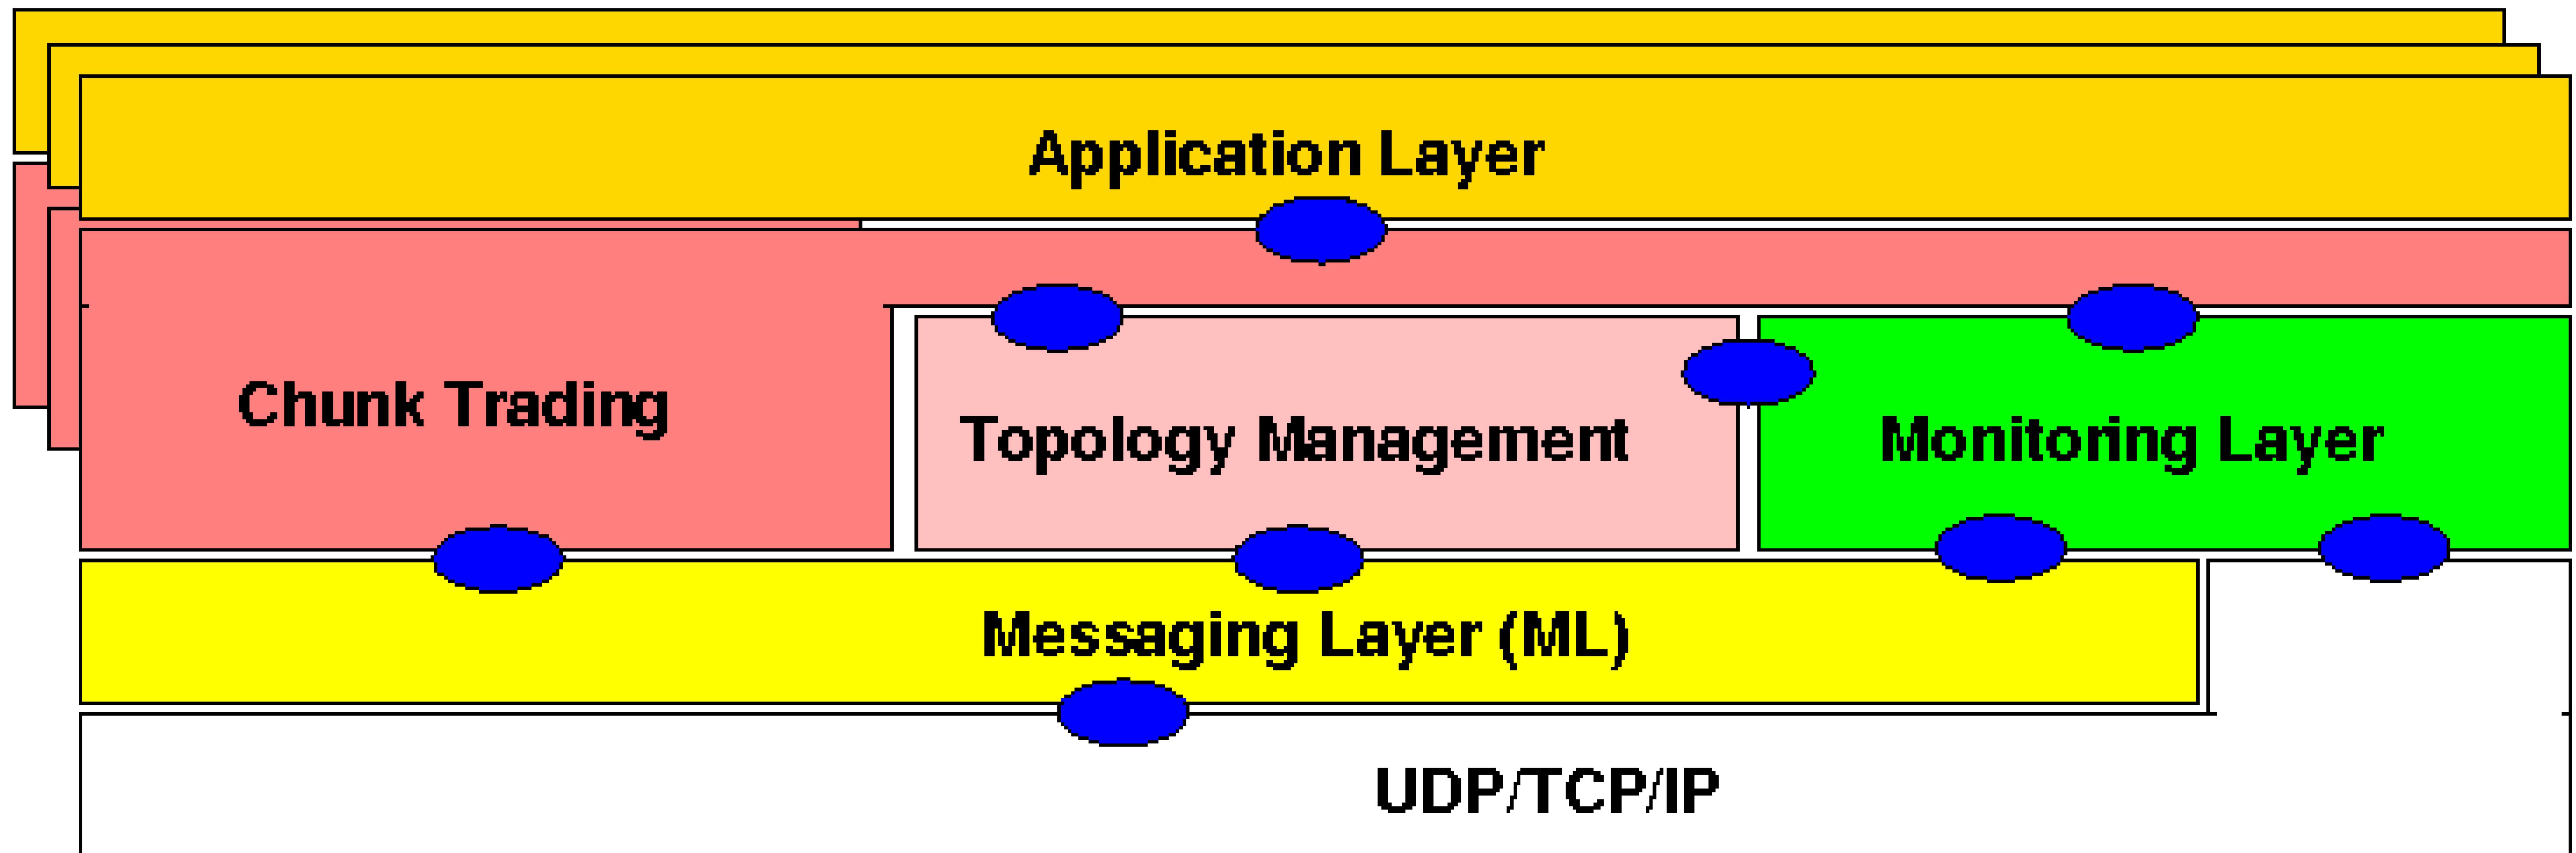 Application Layer
Chunk Trading
Topology Management
Monitoring Layer
Messaging Layer (ML)
UDP/TCP/IP